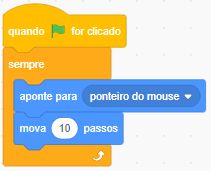 quando for clicado
sempre
aponte para ponteiro do mouse
mova 10 passos